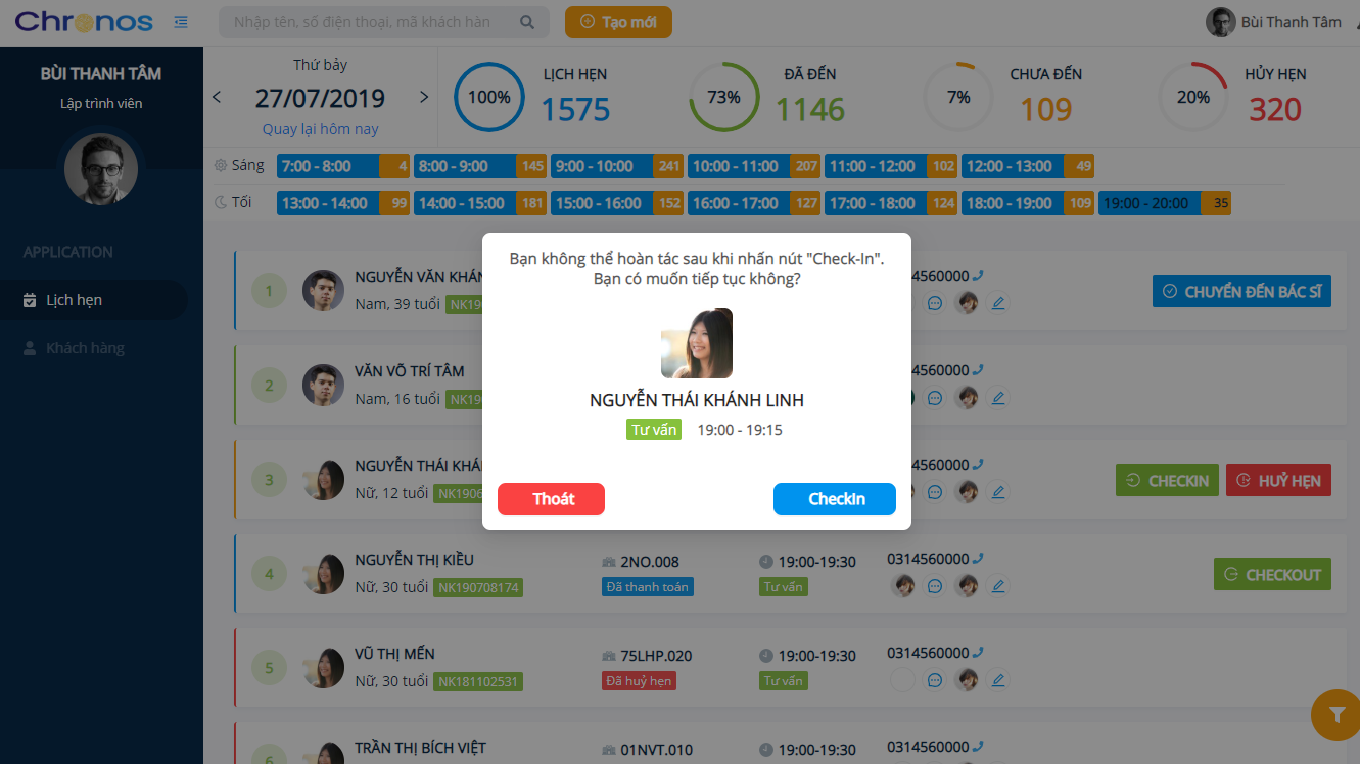 Chronos
Nhập tên, số điện thoại, mã khách hàn
Tạo mới
Bùi Thanh Tâm
BÙI THANH TÂM
Lập trình viên
APPLICATION
Lịch hẹn
Khách hàng
Thứ bảy
27/07/2019
Quay lại hôm nay
100% LỊCH HẸN 1575
73% ĐÃ ĐẾN 1146
7% CHƯA ĐẾN 109
20% HỦY HẸN 320
Sáng 7:00 - 8:00 4 8:00 - 9:00 145 9:00 - 10:00 241 10:00 - 11:00 207 11:00 - 12:00 102 12:00 - 13:00 49
Tối 13:00 - 14:00 99 14:00 - 15:00 181 15:00 - 16:00 152 16:00 - 17:00 127 17:00 - 18:00 124 18:00 - 19:00 109 19:00 - 20:00 35
Bạn không thể hoàn tác sau khi nhấn nút "Check-In".
Bạn có muốn tiếp tục không?
NGUYỄN THÁI KHÁNH LINH
Tư vấn 19:00 - 19:15
Thoát CheckIn
1 NGUYỄN VĂN KHÁN 4560000
Nam, 39 tuổi NK19
CHUYỂN ĐẾN BÁC SĨ
2 VĂN VÕ TRÍ TÂM 4560000
Nam, 16 tuổi NK19
3 NGUYỄN THÁI KHÁ 4560000
Nữ, 12 tuổi NK1906
CHECKIN HUỶ HẸN
4 NGUYỄN THỊ KIỀU 2NO.008 19:00-19:30 0314560000
Nữ, 30 tuổi NK190708174 Đã thanh toán Tư vấn
CHECKOUT
5 VŨ THỊ MẾN 75LHP.020 19:00-19:30 0314560000
Nữ, 30 tuổi NK181102531 Đã huỷ hẹn Tư vấn
6 TRẦN THỊ BÍCH VIỆT 01NVT.010 19:00-19:30 0314560000